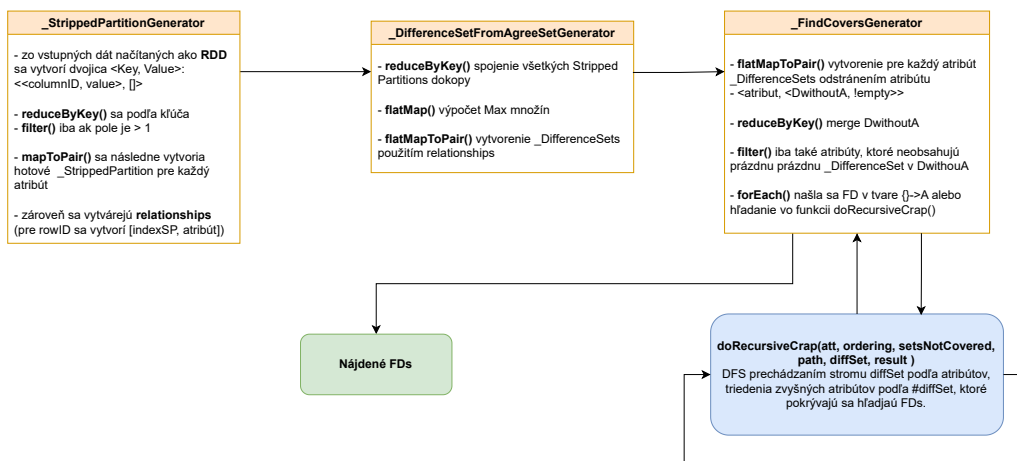 _StrippedPartitionGenerator
- zo vstupných dát načítaných ako RDD
sa vytvorí dvojica <Key, Value>:
<<columnID, value>, []>
- reduceByKey() sa podľa kľúča
- filter() iba ak pole je > 1
- mapToPair() sa následne vytvoria
hotové _StrippedPartition pre každý
atribút
- zároveň sa vytvárejú relationships
(pre rowID sa vytvorí [indexSP, atribút])
_DifferenceSetFromAgreeSetGenerator
- reduceByKey() spojenie všetkých Stripped
Partitions dokopy
- flatMap() výpočet Max množín
- flatMapToPair() vytvorenie _DifferenceSets
použitím relationships
_FindCoversGenerator
- flatMapToPair() vytvorenie pre každý atribút
_DifferenceSets odstránením atribútu
- <atribut, <DwithoutA, !empty>>
- reduceByKey() merge DwithoutA
- filter() iba také atribúty, ktoré neobsahujú
prázdnu prázdnu _DifferenceSet v DwithouA
- forEach() našla sa FD v tvare {}->A alebo
hľadanie vo funkcii doRecursiveCrap()
Nájdené FDs
doRecursiveCrap(att, ordering, setsNotCovered,
path, diffSet, result )
DFS prechádzaním stromu diffSet podľa atribútov,
triedenia zvyšných atribútov podľa #diffSet, ktoré
pokrývajú sa hľadjaú FDs.